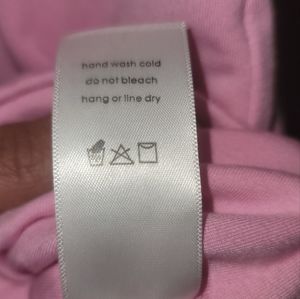 hand wash cold
do not bleach
hang or line dry